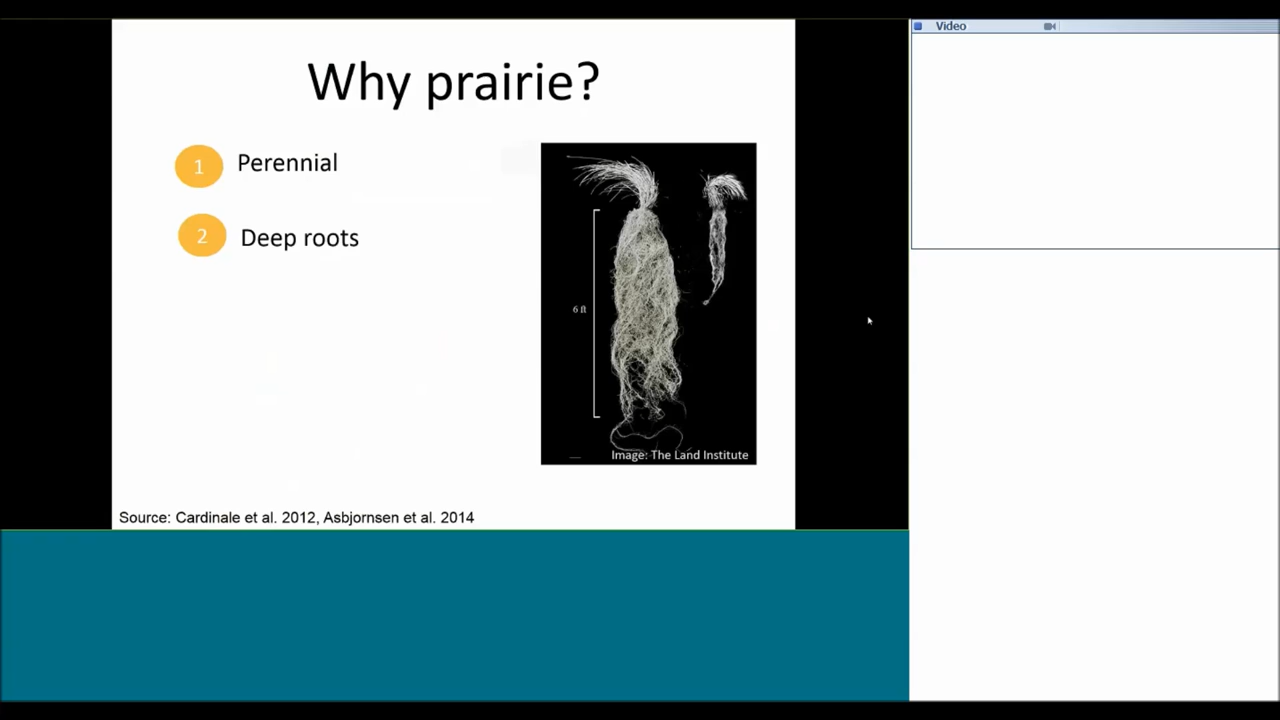 Why prairie?
1 Perennial
2 Deep roots
6 ft
Image: The Land Institute
Source: Cardinale et al. 2012, Asbjornsen et al. 2014
Video